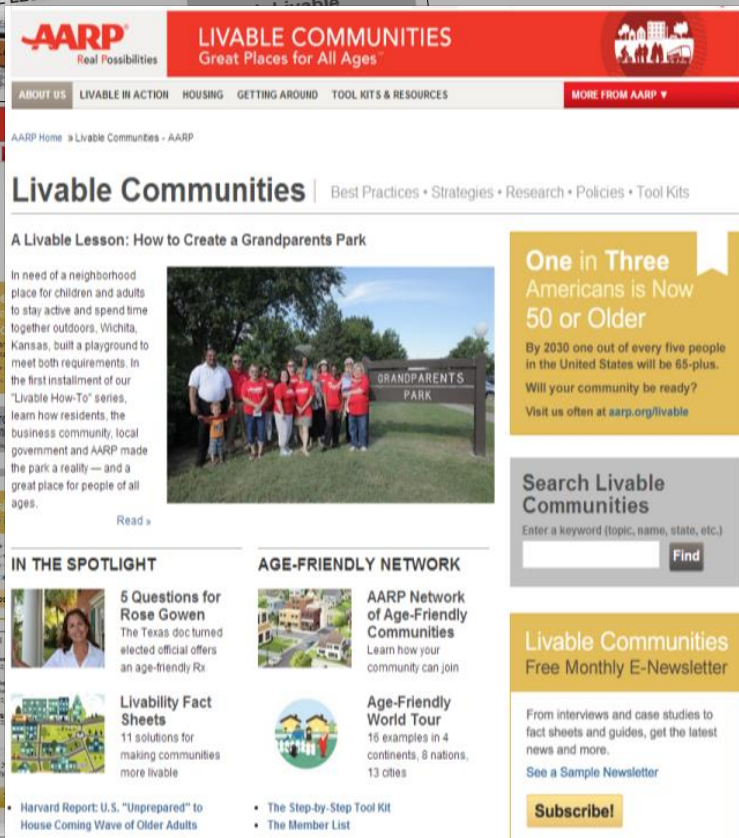 AARP
Real Possibilities
LIVABLE COMMUNITIES
Great Places for All Ages™
ABOUT US LIVABLE IN ACTION HOUSING GETTING AROUND TOOL KITS & RESOURCES MORE FROM AARP ▼
AARP Home » Livable Communities - AARP
Livable Communities | Best Practices • Strategies • Research • Policies • Tool Kits
A Livable Lesson: How to Create a Grandparents Park
In need of a neighborhood
place for children and adults
to stay active and spend time
together outdoors, Wichita,
Kansas, built a playground to
meet both requirements. In
the first installment of our
"Livable How-To" series,
learn how residents, the
business community, local
government and AARP made
the park a reality — and a
great place for people of all
ages.
Read »
GRANDPARENTS
PARK
One in Three
Americans is Now
50 or Older
By 2030 one out of every five people
in the United States will be 65-plus.
Will your community be ready?
Visit us often at aarp.org/livable
Search Livable
Communities
Enter a keyword (topic, name, state, etc.)
Find
IN THE SPOTLIGHT
5 Questions for
Rose Gowen
The Texas doc turned
elected official offers
an age-friendly Rx
Livability Fact
Sheets
11 solutions for
making communities
more livable
• Harvard Report: U.S. "Unprepared" to
House Coming Wave of Older Adults
AGE-FRIENDLY NETWORK
AARP Network
of Age-Friendly
Communities
Learn how your
community can join
Age-Friendly
World Tour
16 examples in 4
continents, 8 nations,
13 cities
• The Step-by-Step Tool Kit
• The Member List
Livable Communities
Free Monthly E-Newsletter
From interviews and case studies to
fact sheets and guides, get the latest
news and more.
See a Sample Newsletter
Subscribe!